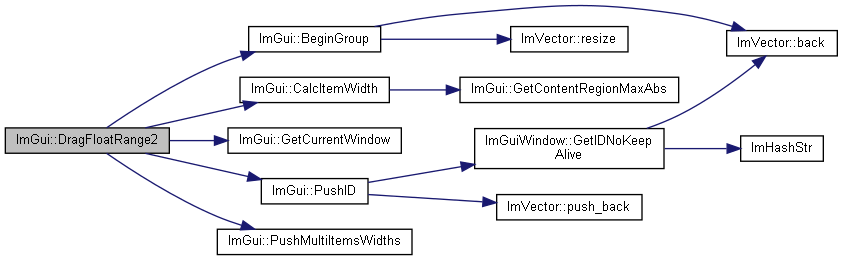 ImGui::DragFloatRange2
ImGui::BeginGroup
ImGui::CalcItemWidth
ImGui::GetCurrentWindow
ImGui::PushID
ImGui::PushMultiItemsWidths
ImVector::resize
ImGui::GetContentRegionMaxAbs
ImGuiWindow::GetIDNoKeep
Alive
ImVector::push_back
ImVector::back
ImHashStr